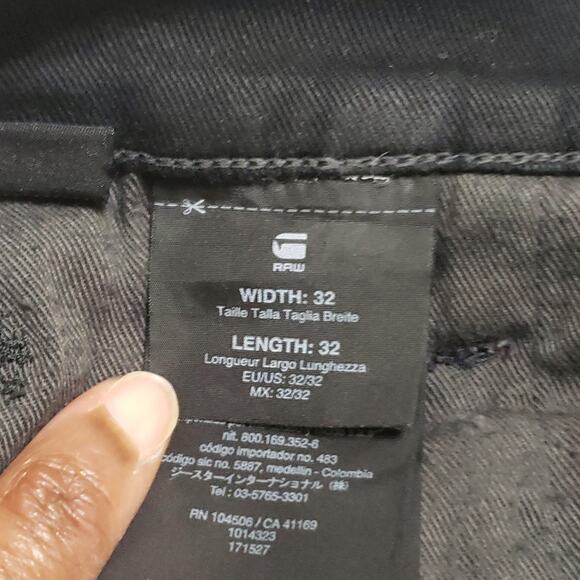 RAW
WIDTH: 32
Taille Talla Taglia Breite
LENGTH: 32
Longueur Largo Lunghezza
EU/US: 32/32
MX: 32/32
nit. 800.169.352-6
código importador no. 483
código sic no. 5887, medellin - Colombia
ジースターインターナショナル (株)
Tel : 03-5765-3301
RN 104506 / CA 41169
1014323
171527